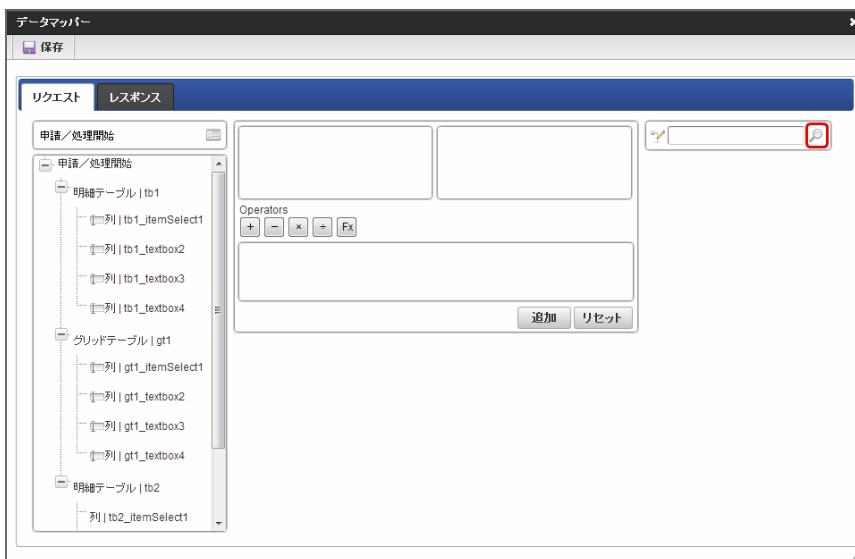 データマッパー
保存
リクエスト
レスポンス
申請／処理開始
申請／処理開始
明細テーブル | tb1
列 | tb1_itemSelect1
列 | tb1_textbox2
列 | tb1_textbox3
列 | tb1_textbox4
グリッドテーブル | gt1
列 | gt1_itemSelect1
列 | gt1_textbox2
列 | gt1_textbox3
列 | gt1_textbox4
明細テーブル | tb2
列 | tb2_itemSelect1
Operators
+ − × ÷ Fx
追加 リセット